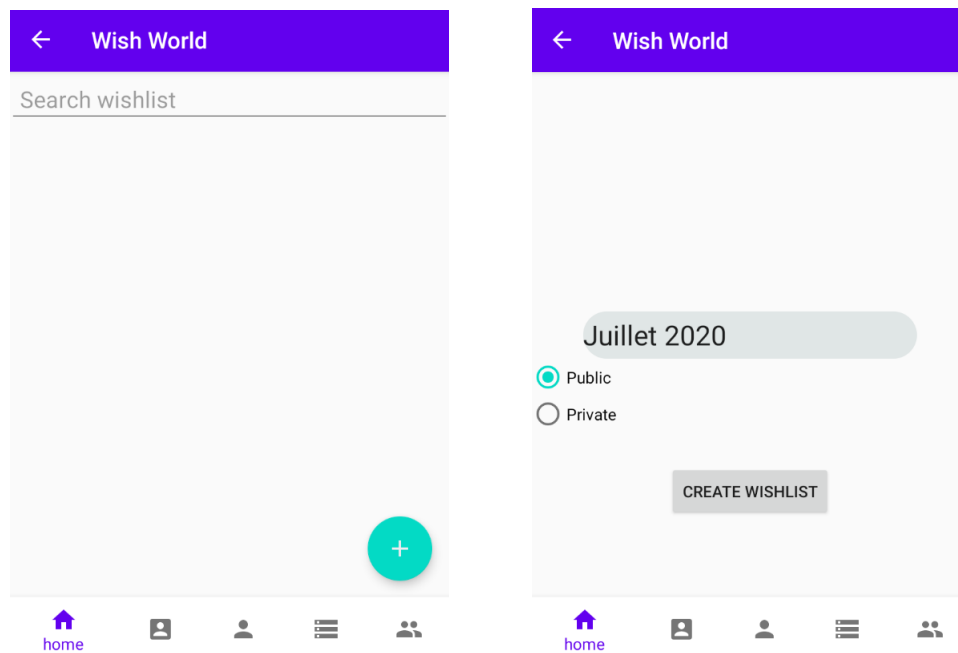 Wish World
Search wishlist
home
Wish World
Juillet 2020
Public
Private
CREATE WISHLIST
home